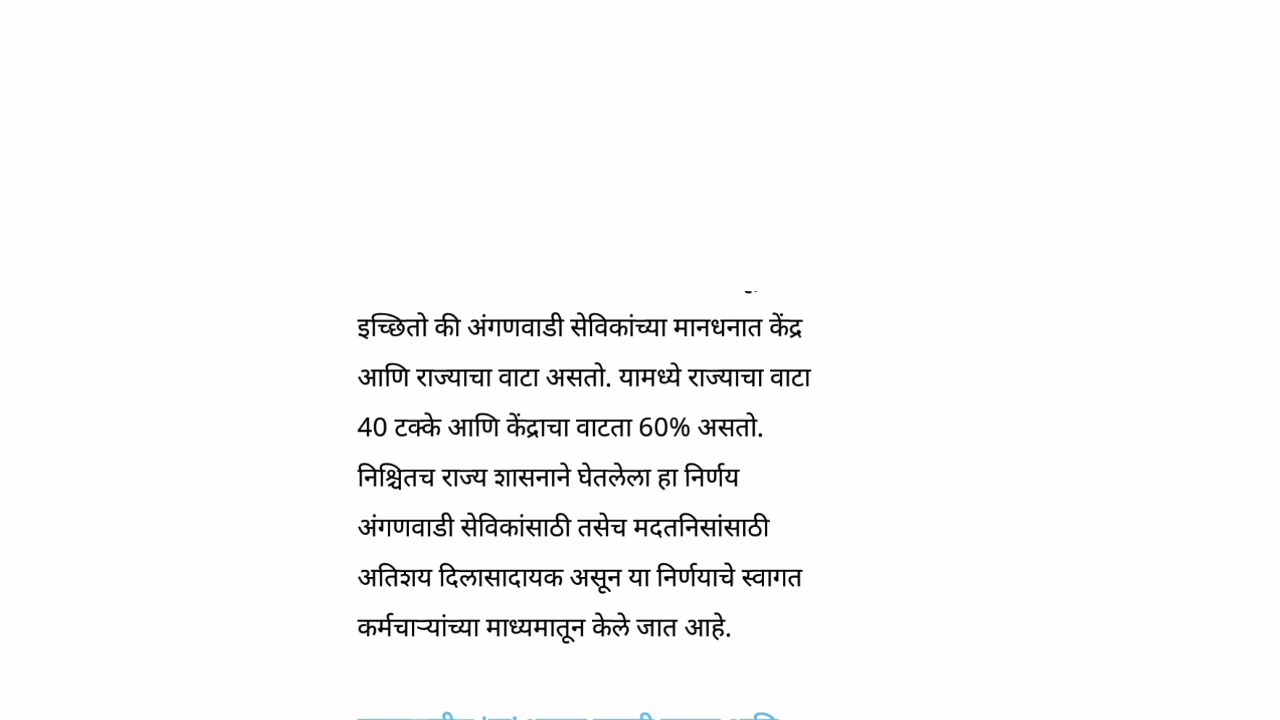 इच्छितो की अंगणवाडी सेविकांच्या मानधनात केंद्र
आणि राज्याचा वाटा असतो. यामध्ये राज्याचा वाटा
40 टक्के आणि केंद्राचा वाटता 60% असतो.
निश्चितच राज्य शासनाने घेतलेला हा निर्णय
अंगणवाडी सेविकांसाठी तसेच मदतनिसांसाठी
अतिशय दिलासादायक असून या निर्णयाचे स्वागत
कर्मचाऱ्यांच्या माध्यमातून केले जात आहे.